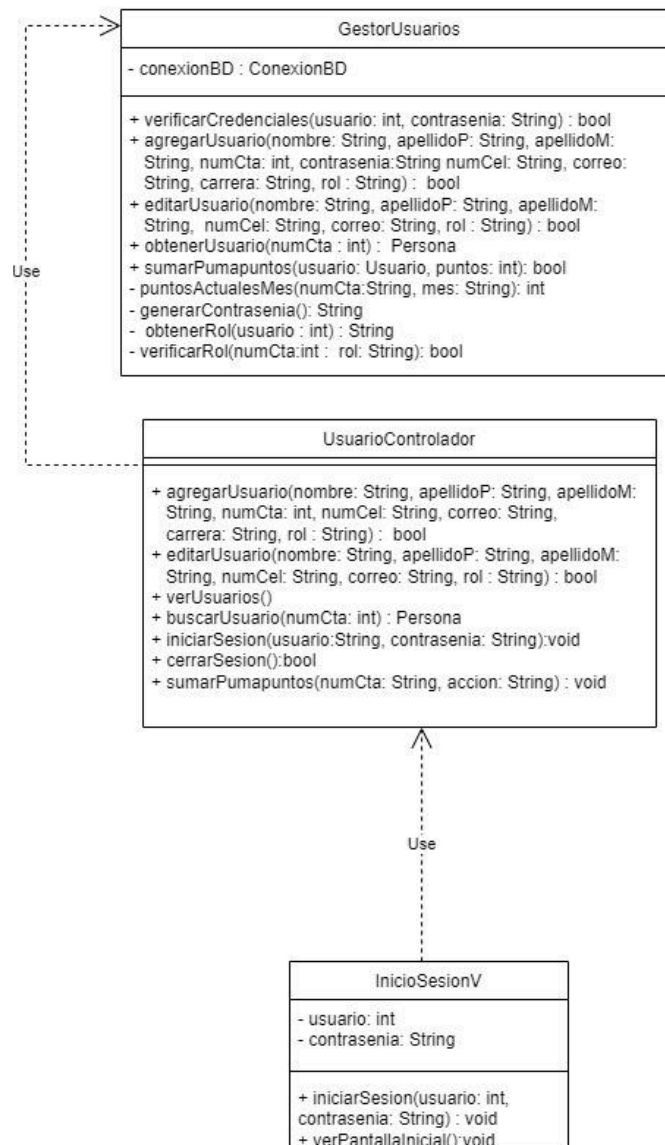 GestorUsuarios
- conexionBD : ConexionBD
+ verificarCredenciales(usuario: int, contrasenia: String) : bool
+ agregarUsuario(nombre: String, apellidoP: String, apellidoM:
String, numCta: int, contrasenia:String numCel: String, correo:
String, carrera: String, rol : String) :  bool
+ editarUsuario(nombre: String, apellidoP: String, apellidoM:
String,  numCel: String, correo: String, rol : String) : bool
+ obtenerUsuario(numCta : int) :  Persona
+ sumarPumapuntos(usuario: Usuario, puntos: int): bool
- puntosActualesMes(numCta:String, mes: String): int
- generarContrasenia(): String
-  obtenerRol(usuario : int) : String
- verificarRol(numCta:int :  rol: String): bool
Use
UsuarioControlador
+ agregarUsuario(nombre: String, apellidoP: String, apellidoM:
String, numCta: int, numCel: String, correo: String,
carrera: String, rol : String) :  bool
+ editarUsuario(nombre: String, apellidoP: String, apellidoM:
String, numCel: String, correo: String, rol : String) : bool
+ verUsuarios()
+ buscarUsuario(numCta: int) : Persona
+ iniciarSesion(usuario:String, contrasenia: String):void
+ cerrarSesion():bool
+ sumarPumapuntos(numCta: String, accion: String) : void
Use
InicioSesionV
- usuario: int
- contrasenia: String
+ iniciarSesion(usuario: int,
contrasenia: String) : void
+ verPantallaInicial():void